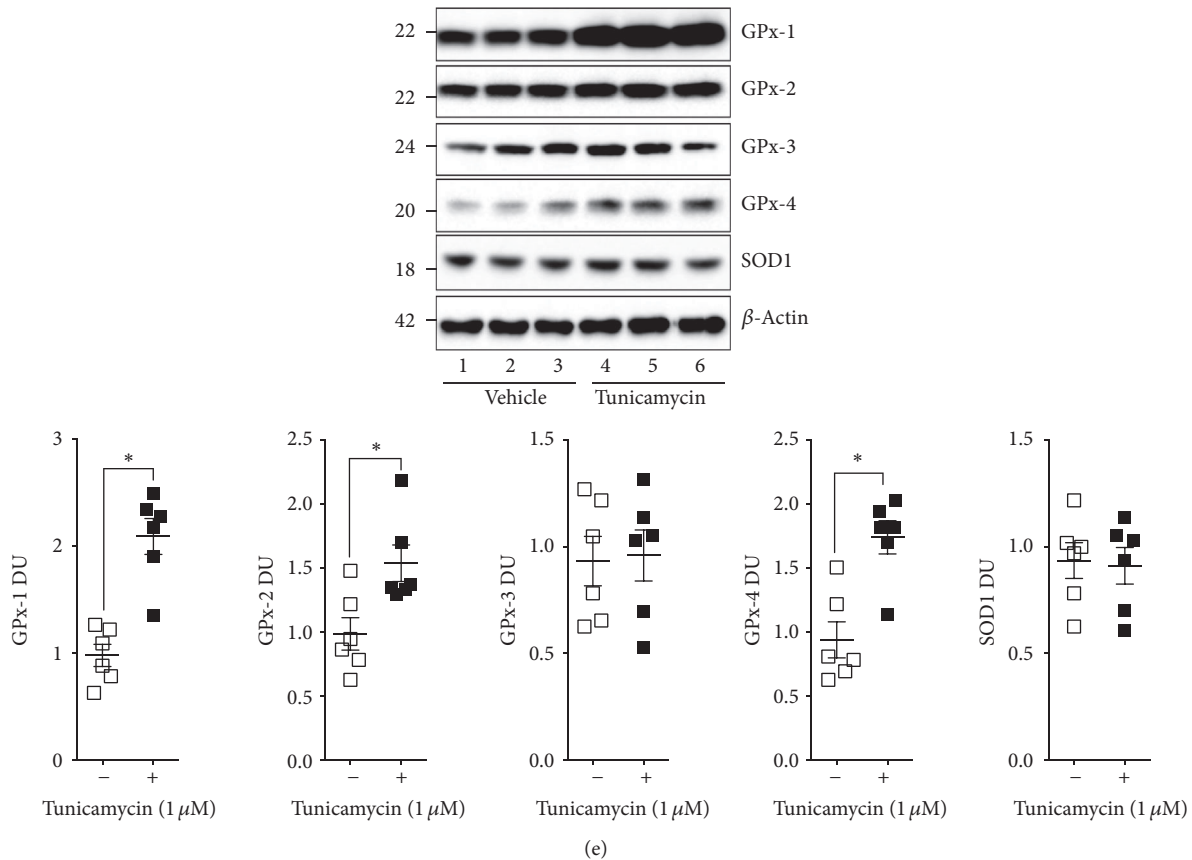 22 GPx-1
22 GPx-2
24 GPx-3
20 GPx-4
18 SOD1
42 β-Actin
1 2 3 4 5 6
Vehicle Tunicamycin
GPx-1 DU
3
2
1
0
*
− +
Tunicamycin (1 μM)
GPx-2 DU
2.5
2.0
1.5
1.0
0.5
0.0
*
− +
Tunicamycin (1 μM)
GPx-3 DU
1.5
1.0
0.5
0.0
− +
Tunicamycin (1 μM)
GPx-4 DU
2.5
2.0
1.5
1.0
0.5
0.0
*
− +
Tunicamycin (1 μM)
SOD1 DU
1.5
1.0
0.5
0.0
− +
Tunicamycin (1 μM)
(e)